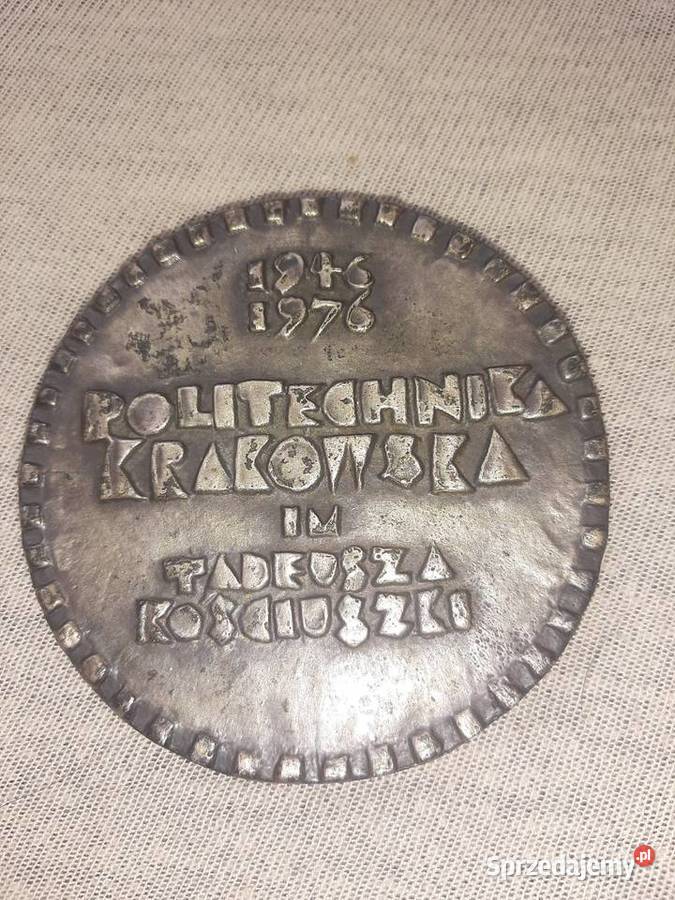 1946
1976
POLITECHNIKA
KRAKOWSKA
IM
TADEUSZA
KOŚCIUSZKI
Sprzedajemy.pl